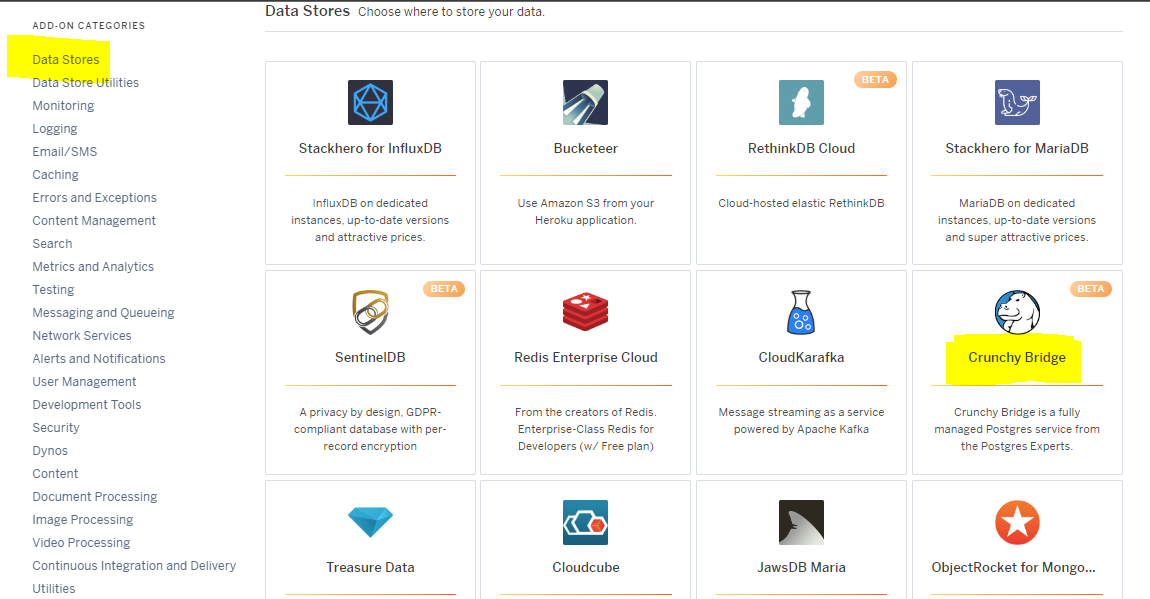 ADD-ON CATEGORIES
Data Stores
Data Store Utilities
Monitoring
Logging
Email/SMS
Caching
Errors and Exceptions
Content Management
Search
Metrics and Analytics
Testing
Messaging and Queueing
Network Services
Alerts and Notifications
User Management
Development Tools
Security
Dynos
Content
Document Processing
Image Processing
Video Processing
Continuous Integration and Delivery
Utilities
Data Stores Choose where to store your data.
Stackhero for InfluxDB
InfluxDB on dedicated
instances, up-to-date versions
and attractive prices.
Bucketeer
Use Amazon S3 from your
Heroku application.
BETA
RethinkDB Cloud
Cloud-hosted elastic RethinkDB
Stackhero for MariaDB
MariaDB on dedicated
instances, up-to-date versions
and super attractive prices.
BETA
SentinelDB
A privacy by design, GDPR-
compliant database with per-
record encryption
Redis Enterprise Cloud
From the creators of Redis.
Enterprise-Class Redis for
Developers (w/ Free plan)
CloudKarafka
Message streaming as a service
powered by Apache Kafka
BETA
Crunchy Bridge
Crunchy Bridge is a fully
managed Postgres service from
the Postgres Experts.
Treasure Data
Cloudcube
JawsDB Maria
ObjectRocket for Mongo...